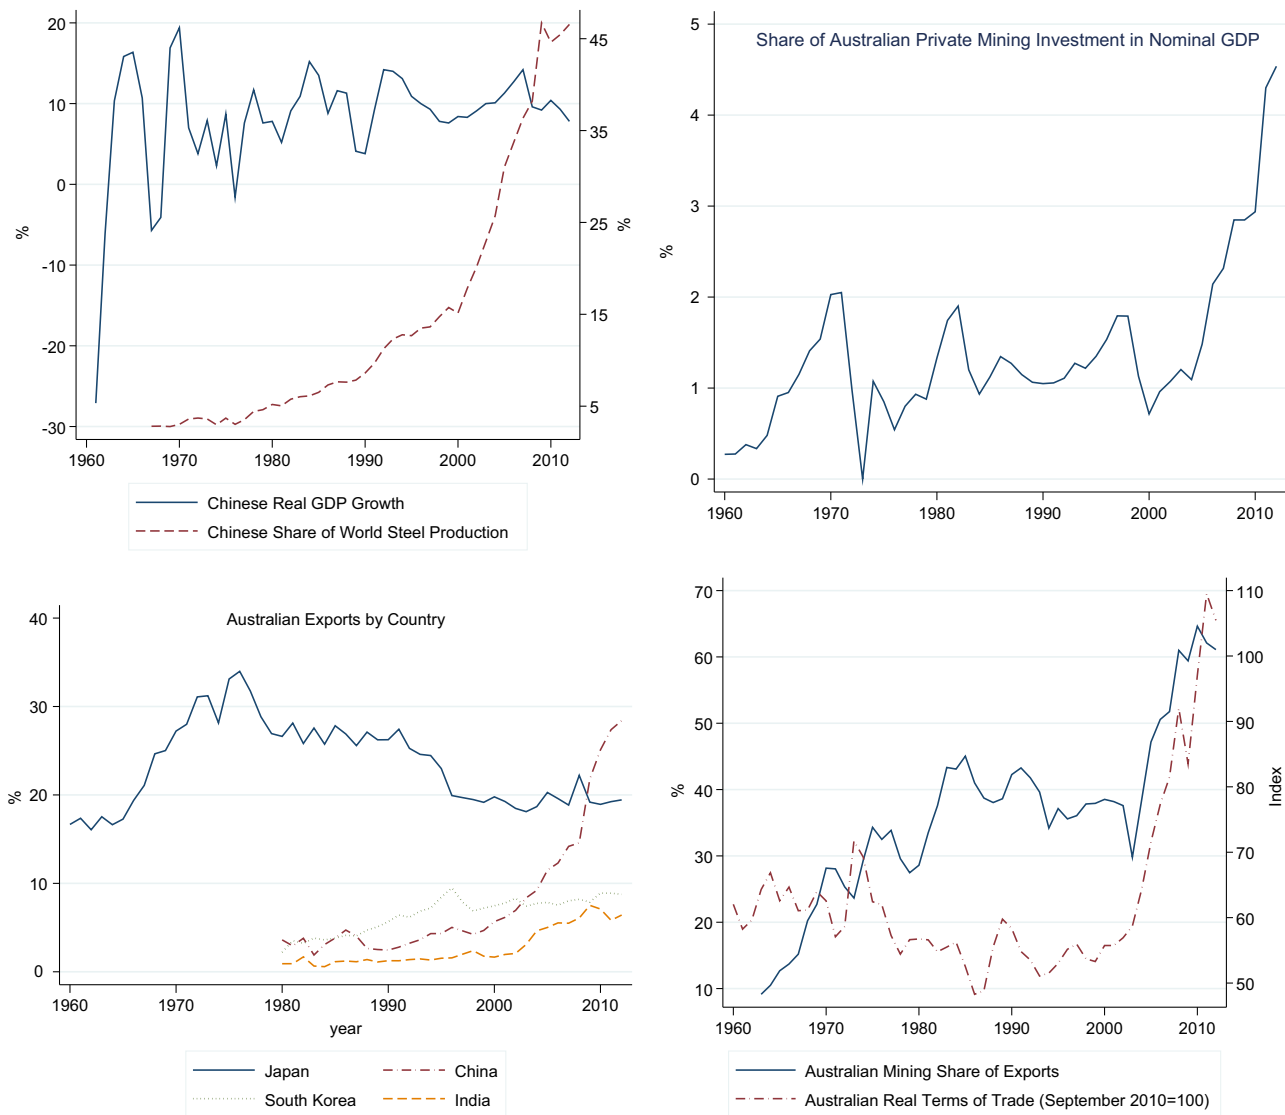 20
10
0
-10
-20
-30
%
45
35
25
15
5
%
1960 1970 1980 1990 2000 2010
Chinese Real GDP Growth
Chinese Share of World Steel Production
Share of Australian Private Mining Investment in Nominal GDP
5
4
3
2
1
0
%
1960 1970 1980 1990 2000 2010
Australian Exports by Country
40
30
20
10
0
%
1960 1970 1980 1990 2000 2010
year
Japan China
South Korea India
70
60
50
40
30
20
10
%
110
100
90
80
70
60
50
Index
1960 1970 1980 1990 2000 2010
Australian Mining Share of Exports
Australian Real Terms of Trade (September 2010=100)